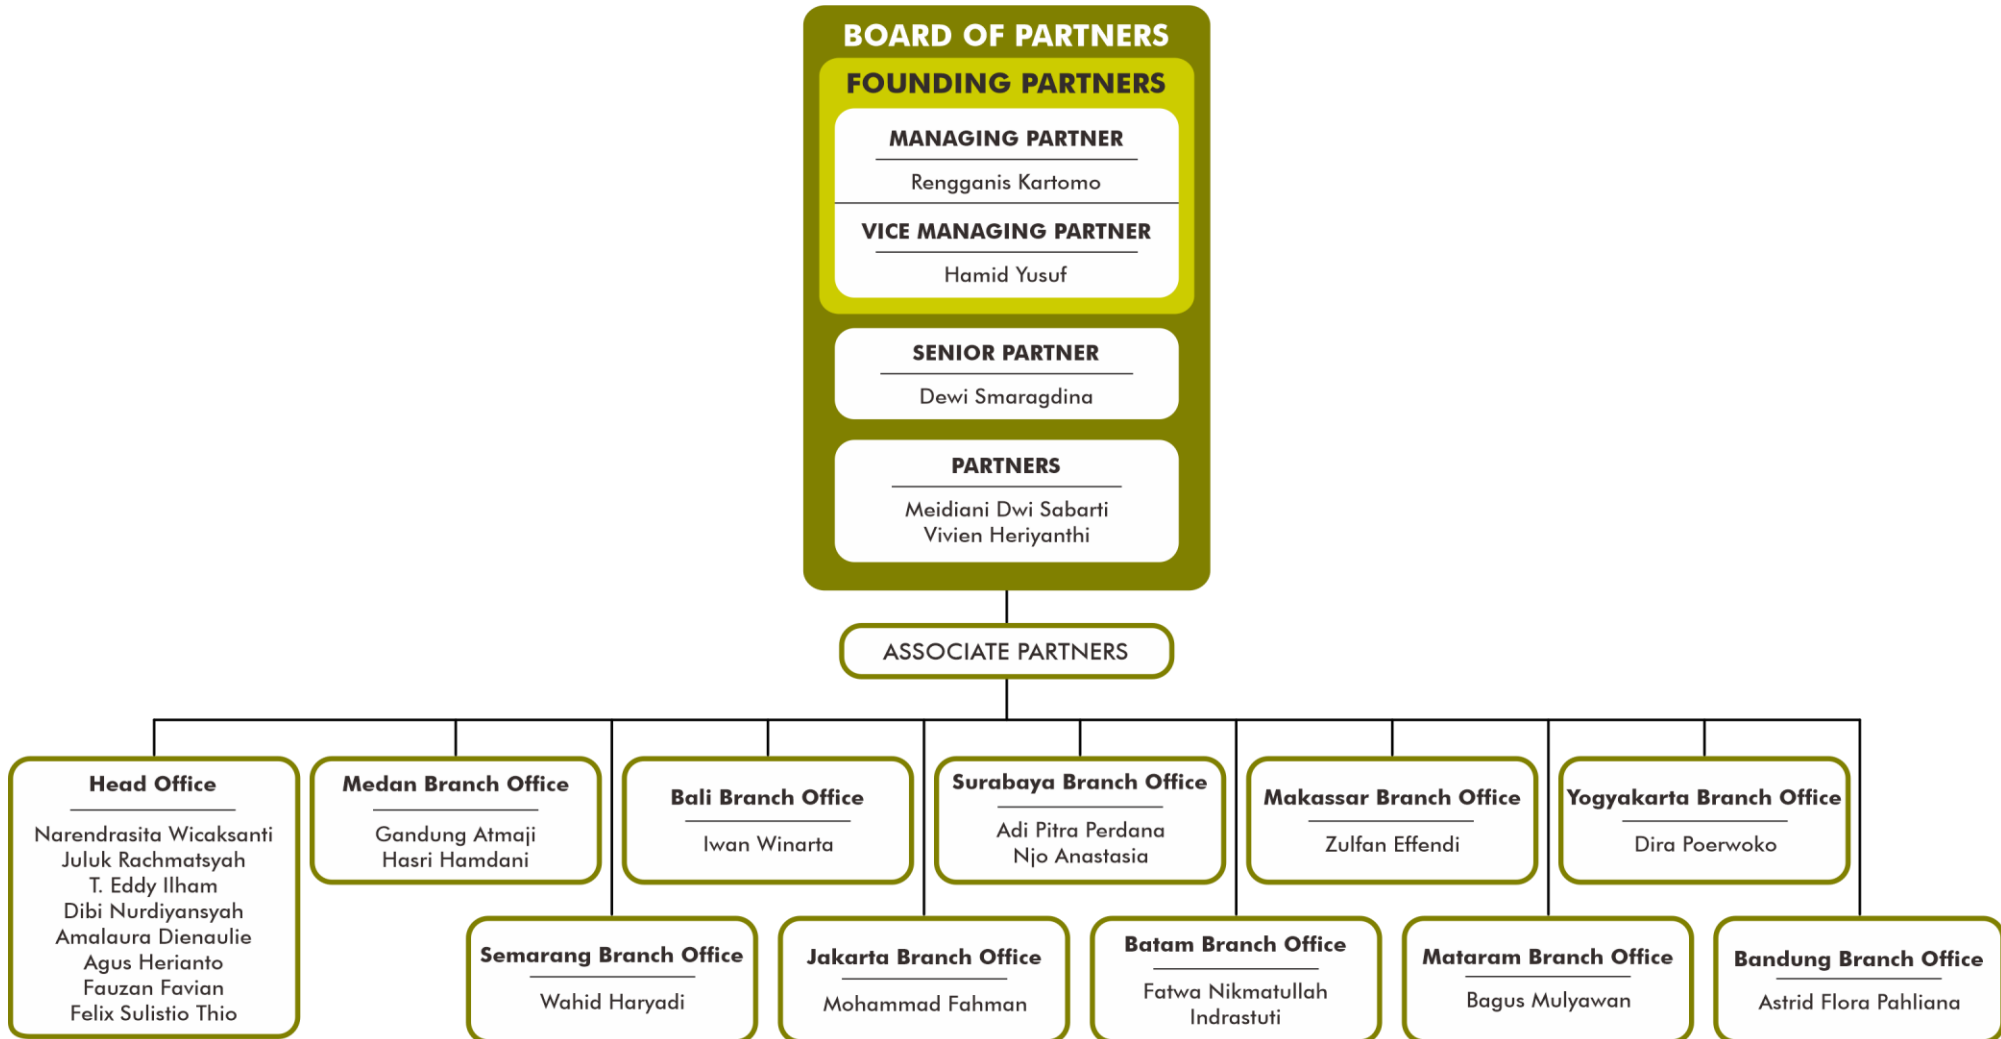 BOARD OF PARTNERS
FOUNDING PARTNERS
MANAGING PARTNER
Rengganis Kartomo
VICE MANAGING PARTNER
Hamid Yusuf
SENIOR PARTNER
Dewi Smaragdina
PARTNERS
Meidiani Dwi Sabarti
Vivien Heriyanthi
ASSOCIATE PARTNERS
Head Office
Narendrasita Wicaksanti
Juluk Rachmatsyah
T. Eddy Ilham
Dibi Nurdiyansyah
Amalaura Dienaulie
Agus Herianto
Fauzan Favian
Felix Sulistio Thio
Medan Branch Office
Gandung Atmaji
Hasri Hamdani
Bali Branch Office
Iwan Winarta
Surabaya Branch Office
Adi Pitra Perdana
Njo Anastasia
Makassar Branch Office
Zulfan Effendi
Yogyakarta Branch Office
Dira Poerwoko
Semarang Branch Office
Wahid Haryadi
Jakarta Branch Office
Mohammad Fahman
Batam Branch Office
Fatwa Nikmatullah
Indrastuti
Mataram Branch Office
Bagus Mulyawan
Bandung Branch Office
Astrid Flora Pahliana